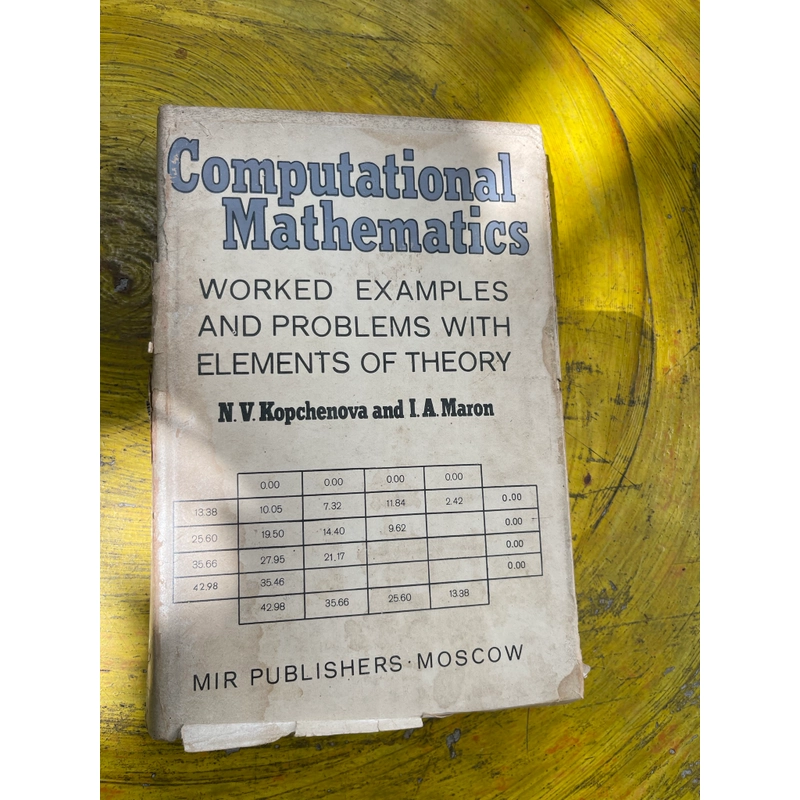 Computational
Mathematics
WORKED EXAMPLES
AND PROBLEMS WITH
ELEMENTS OF THEORY
N. V. Kopchenova and I. A. Maron
0.00 0.00 0.00 0.00
13.38 10.05 7.32 11.84 2.42 0.00
25.60 19.50 14.40 9.62 0.00
35.66 27.95 21.17 0.00
42.98 35.46 0.00
42.98 35.66 25.60 13.38
MIR PUBLISHERS · MOSCOW